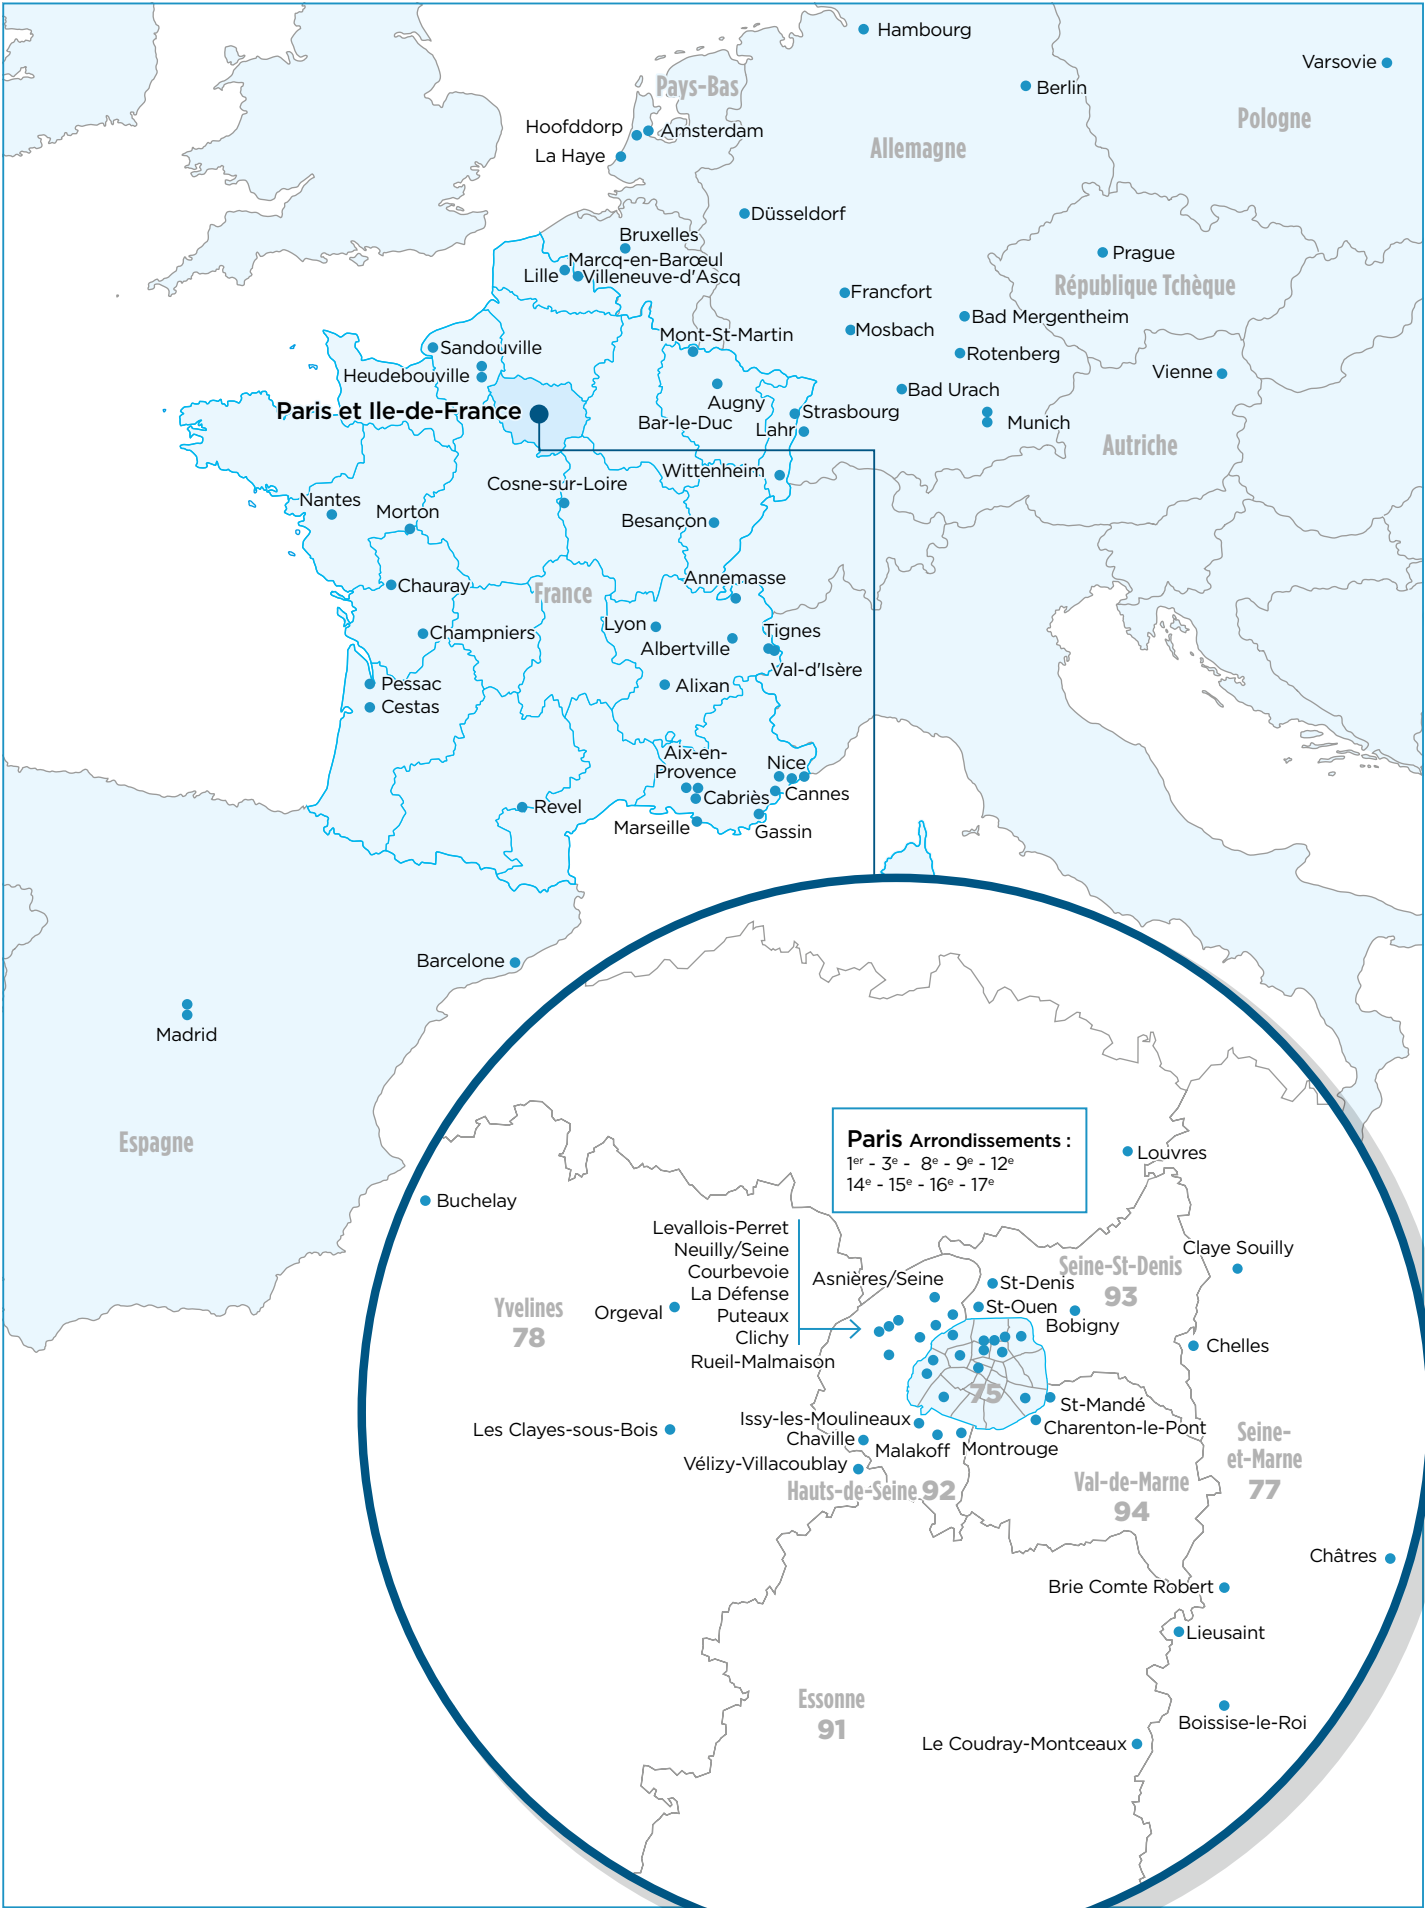 Hambourg
Varsovie
Berlin
Pays-Bas
Pologne
Hoofddorp
Amsterdam
Allemagne
La Haye
Düsseldorf
Bruxelles
Prague
Marcq-en-Barœul
Lille
Villeneuve-d'Ascq
République Tchèque
Francfort
Bad Mergentheim
Mosbach
Mont-St-Martin
Sandouville
Rotenberg
Heudebouville
Vienne
Bad Urach
Augny
Paris et Ile-de-France
Strasbourg
Bar-le-Duc
Lahr
Munich
Autriche
Wittenheim
Cosne-sur-Loire
Nantes
Morton
Besançon
Annemasse
Chauray
France
Lyon
Champniers
Tignes
Albertville
Val-d'Isère
Pessac
Alixan
Cestas
Aix-en-
Provence
Nice
Cabriès
Cannes
Revel
Marseille
Gassin
Barcelone
Madrid
Espagne
Paris Arrondissements :
1er - 3e - 8e - 9e - 12e
14e - 15e - 16e - 17e
Louvres
Buchelay
Levallois-Perret
Neuilly/Seine
Courbevoie
La Défense
Puteaux
Clichy
Rueil-Malmaison
Claye Souilly
Seine-St-Denis
93
Asnières/Seine
St-Denis
St-Ouen
Bobigny
Yvelines
78
Orgeval
Chelles
75
St-Mandé
Charenton-le-Pont
Issy-les-Moulineaux
Les Clayes-sous-Bois
Chaville
Malakoff
Montrouge
Vélizy-Villacoublay
Hauts-de-Seine 92
Val-de-Marne
94
Seine-
et-Marne
77
Châtres
Brie Comte Robert
Lieusaint
Essonne
91
Boissise-le-Roi
Le Coudray-Montceaux